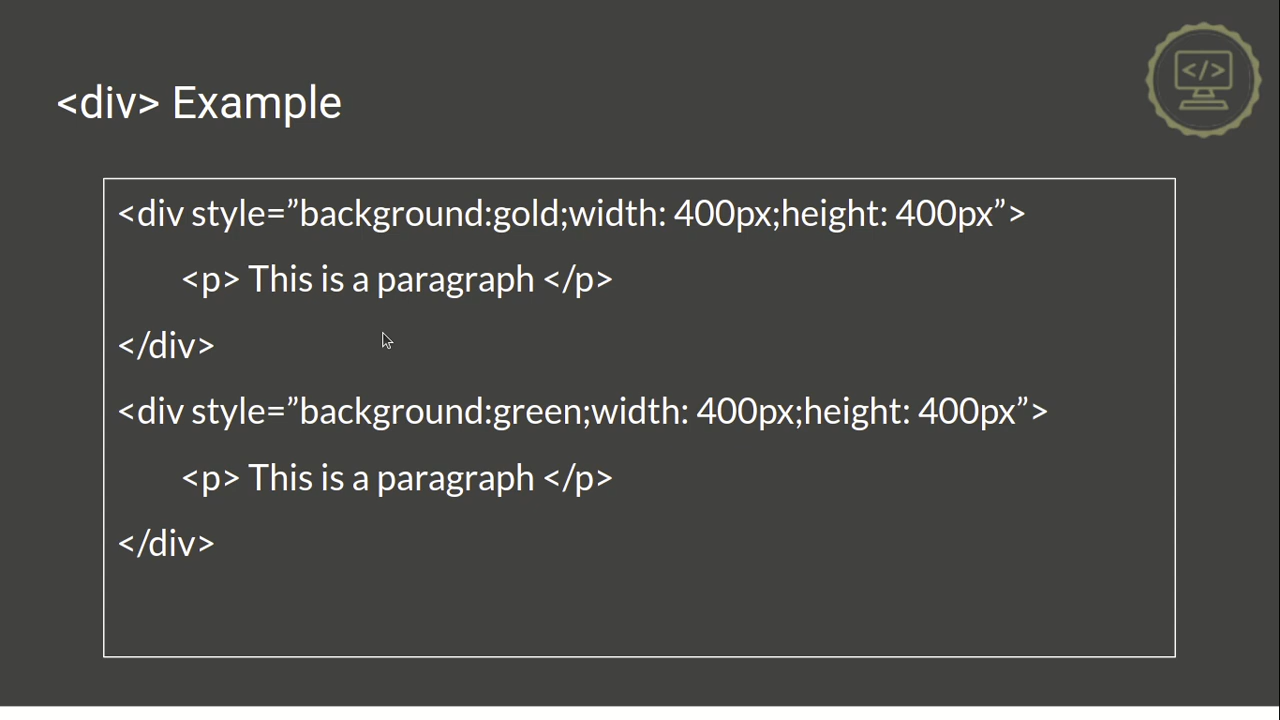 </>
<div> Example
<div style=”background:gold;width: 400px;height: 400px”>
<p> This is a paragraph </p>
</div>
<div style=”background:green;width: 400px;height: 400px”>
<p> This is a paragraph </p>
</div>